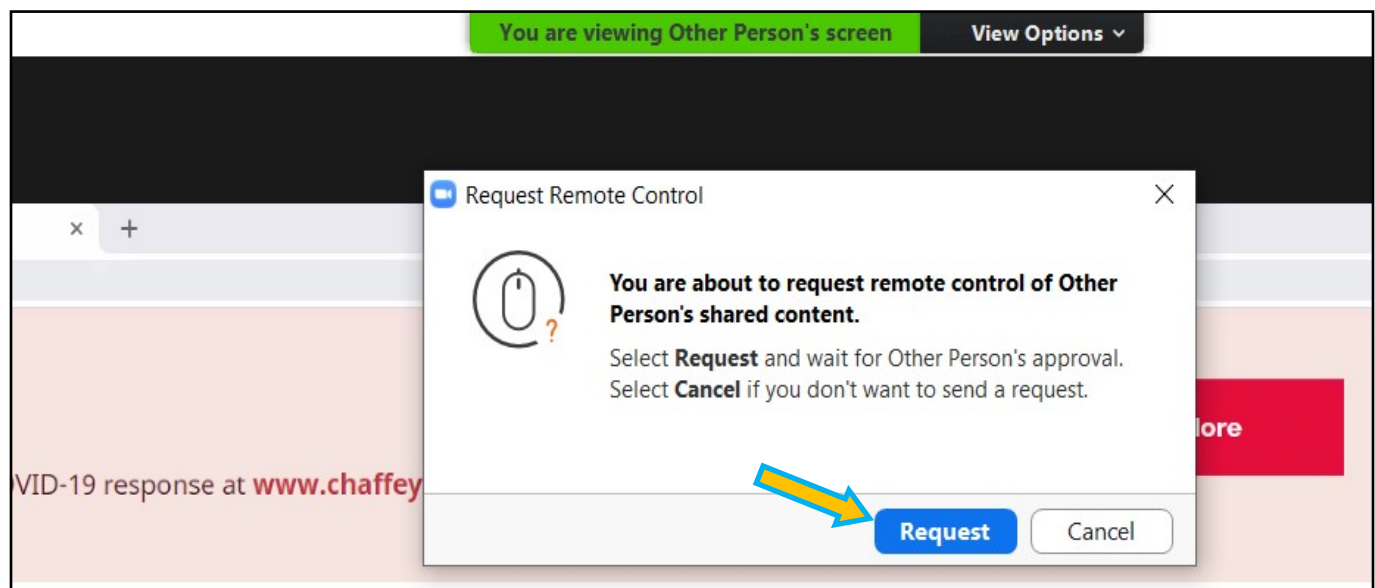 You are viewing Other Person's screen View Options
Request Remote Control
You are about to request remote control of Other
Person's shared content.
Select Request and wait for Other Person's approval.
Select Cancel if you don't want to send a request.
lore
VID-19 response at www.chaffey
Request Cancel